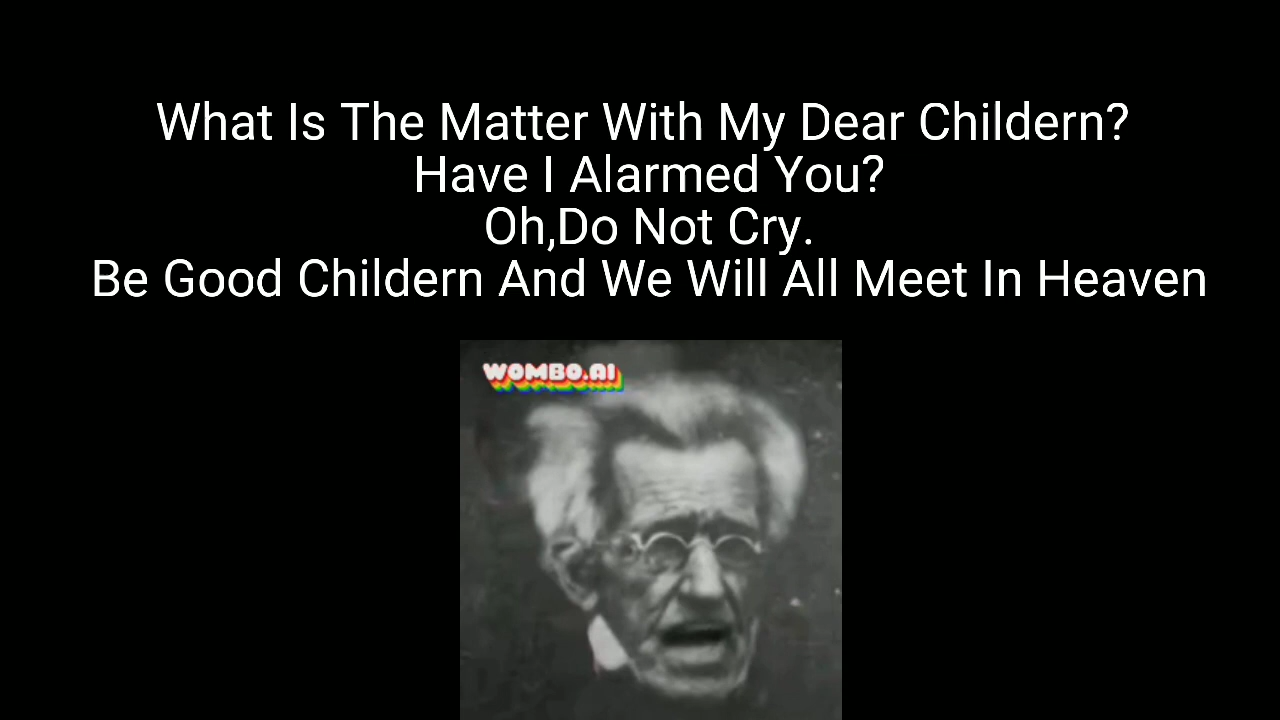 What Is The Matter With My Dear Childern?
Have I Alarmed You?
Oh,Do Not Cry.
Be Good Childern And We Will All Meet In Heaven
WOMBO.AI